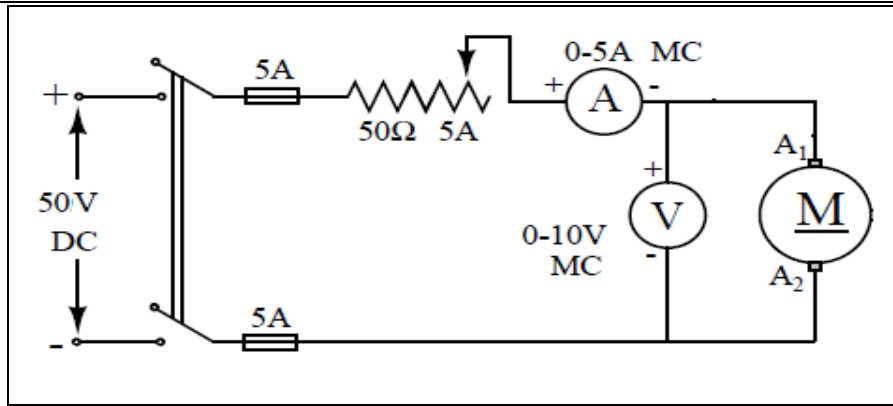 5A
0-5A MC
+ -
A
+
50Ω 5A
A₁
50V
DC
+
V
-
0-10V
MC
M
A₂
5A
-